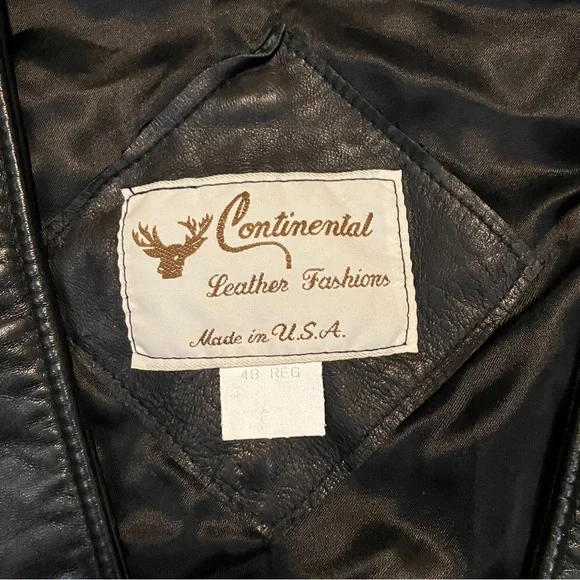 Continental
Leather Fashions
Made in U.S.A.
48 REG